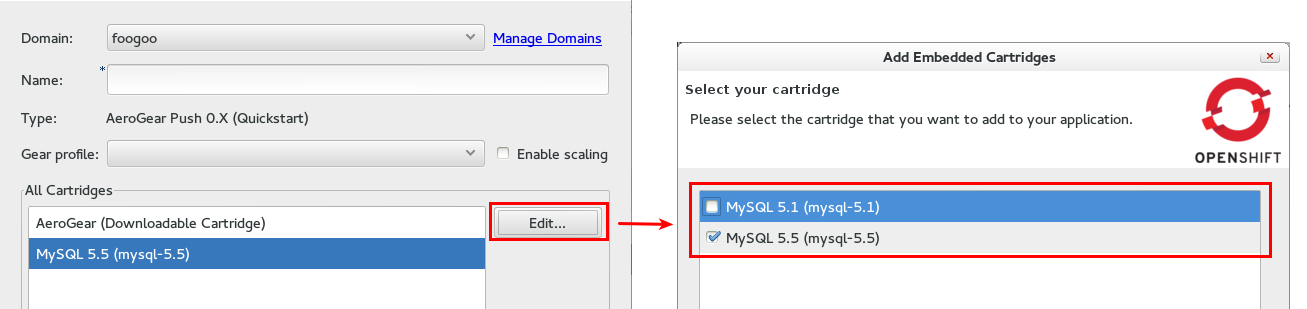 Domain: foogoo Manage Domains
Name: *
Type: AeroGear Push 0.X (Quickstart)
Gear profile: Enable scaling
All Cartridges
AeroGear (Downloadable Cartridge) Edit...
MySQL 5.5 (mysql-5.5)
Add Embedded Cartridges
Select your cartridge
Please select the cartridge that you want to add to your application.
OPENSHIFT
MySQL 5.1 (mysql-5.1)
MySQL 5.5 (mysql-5.5)